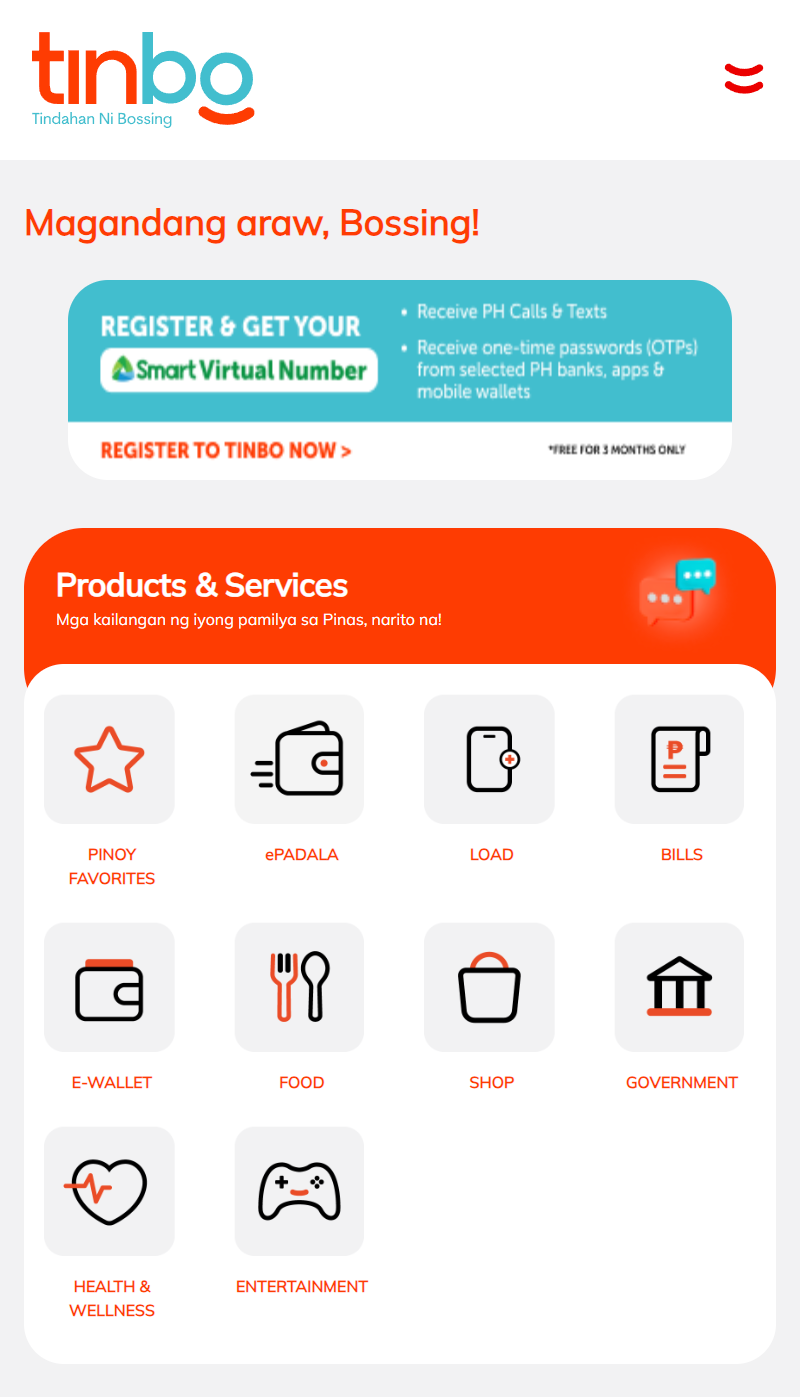 tinbo
Tindahan Ni Bossing
Magandang araw, Bossing!
REGISTER & GET YOUR
Smart Virtual Number
• Receive PH Calls & Texts
• Receive one-time passwords (OTPs)
from selected PH banks, apps &
mobile wallets
REGISTER TO TINBO NOW >
*FREE FOR 3 MONTHS ONLY
Products & Services
Mga kailangan ng iyong pamilya sa Pinas, narito na!
₱
PINOY
FAVORITES
ePADALA
LOAD
BILLS
E-WALLET
FOOD
SHOP
GOVERNMENT
HEALTH &
WELLNESS
ENTERTAINMENT